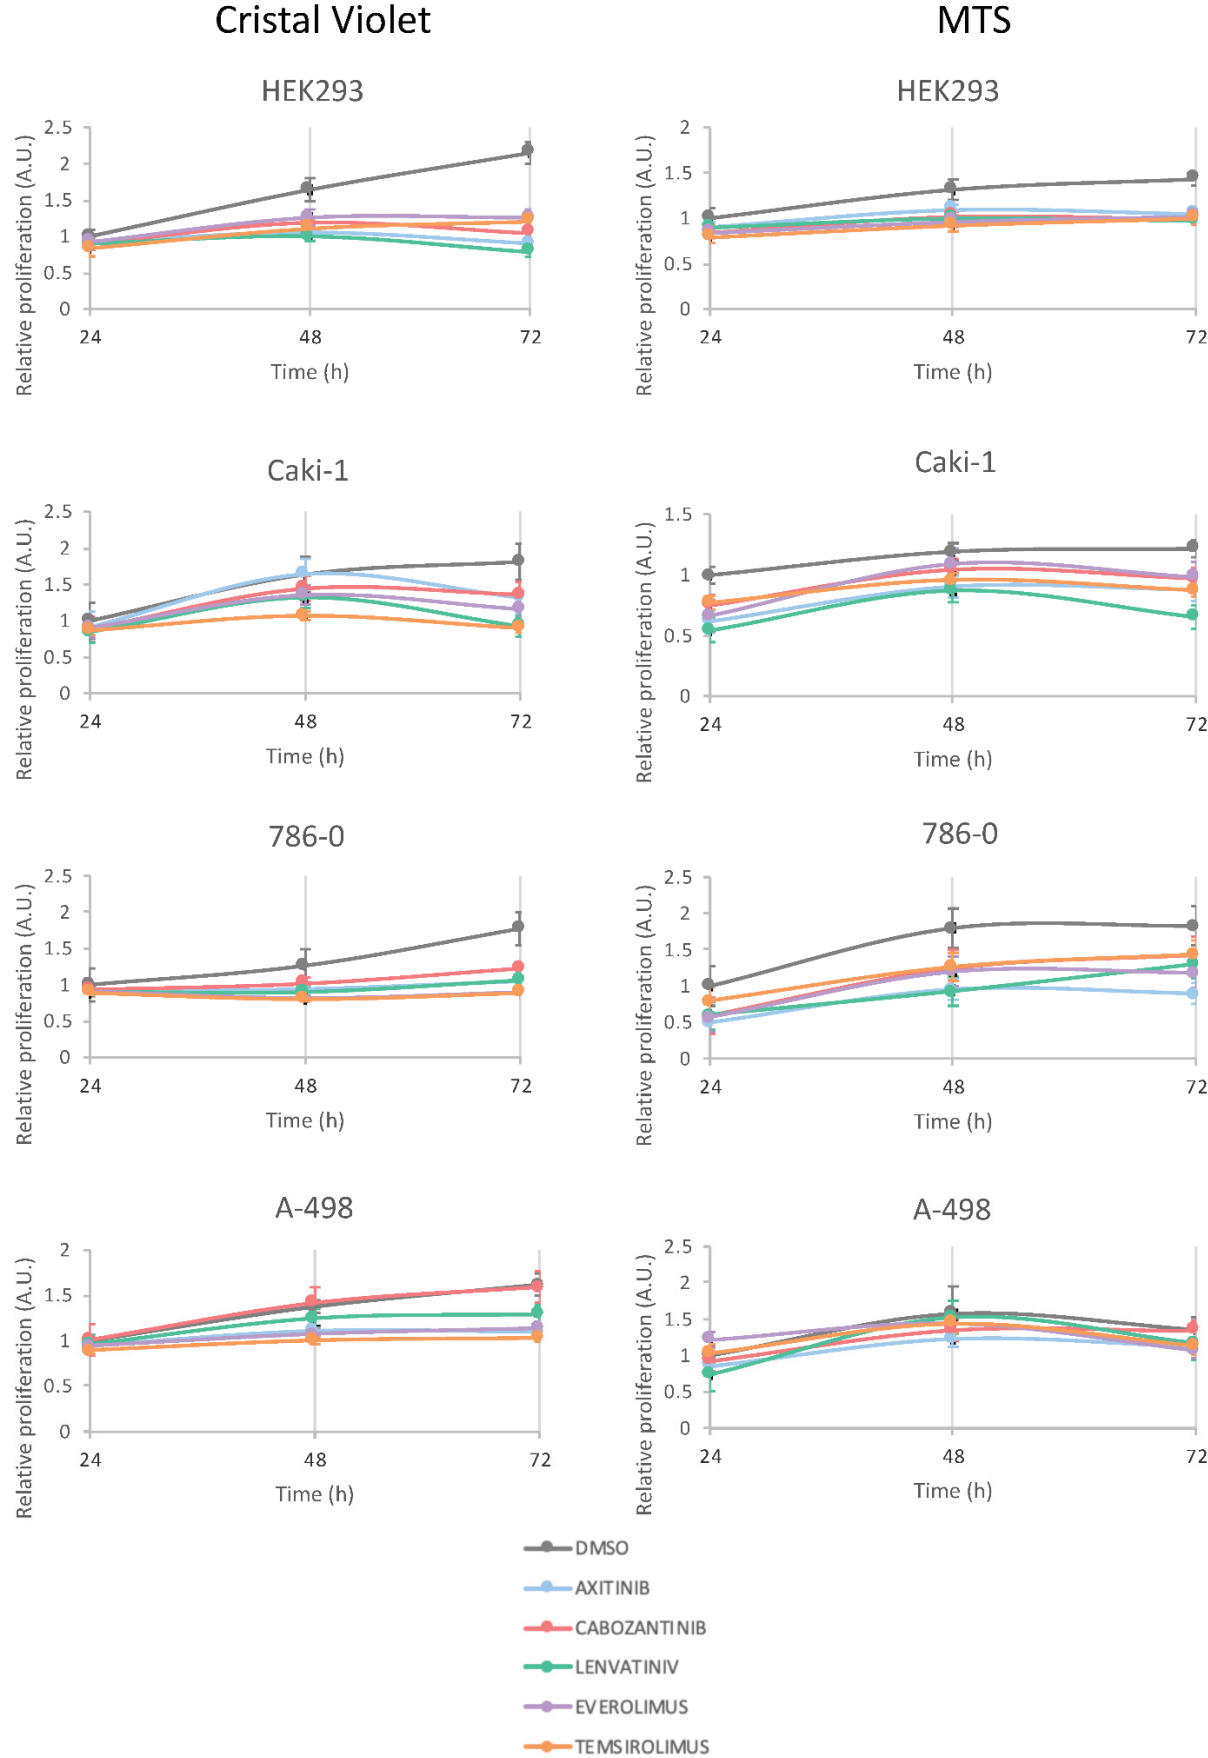 Cristal Violet
MTS
HEK293
Relative proliferation (A.U.)
2.5
2
1.5
1
0.5
0
24
48
72
Time (h)
HEK293
Relative proliferation (A.U.)
2
1.5
1
0.5
0
24
48
72
Time (h)
Caki-1
Relative proliferation (A.U.)
2.5
2
1.5
1
0.5
0
24
48
72
Time (h)
Caki-1
Relative proliferation (A.U.)
1.5
1
0.5
0
24
48
72
Time (h)
786-0
Relative proliferation (A.U.)
2.5
2
1.5
1
0.5
0
24
48
72
Time (h)
786-0
Relative proliferation (A.U.)
2.5
2
1.5
1
0.5
0
24
48
72
Time (h)
A-498
Relative proliferation (A.U.)
2
1.5
1
0.5
0
24
48
72
Time (h)
A-498
Relative proliferation (A.U.)
2.5
2
1.5
1
0.5
0
24
48
72
Time (h)
DMSO
AXITINIB
CABOZANTINIB
LENVATINIV
EVEROLIMUS
TEMSIROLIMUS